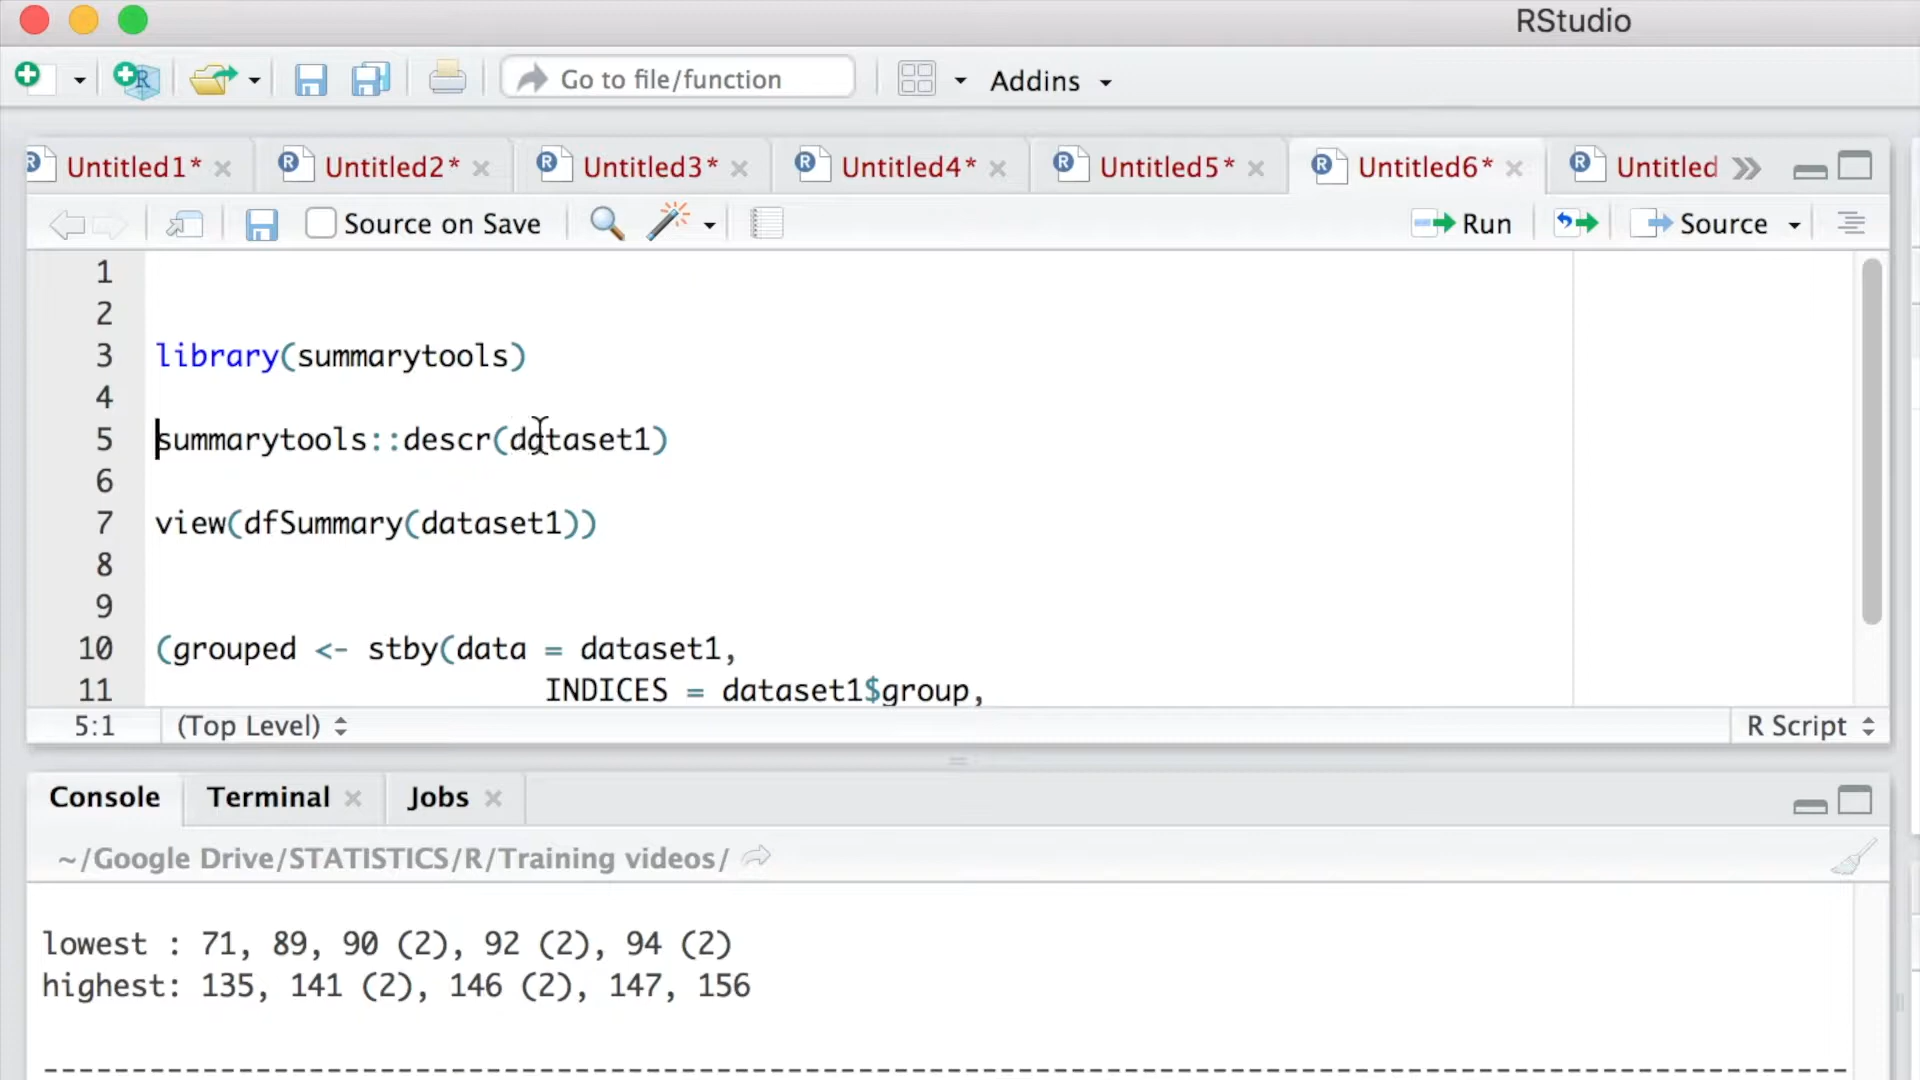 RStudio
Go to file/function
Addins
Untitled1*
Untitled2*
Untitled3*
Untitled4*
Untitled5*
Untitled6*
Untitled
Source on Save
Run
Source
1
2
3 library(summarytools)
4
5 summarytools::descr(dataset1)
6
7 view(dfSummary(dataset1))
8
9
10 (grouped <- stby(data = dataset1,
11 INDICES = dataset1$group,
5:1 (Top Level) R Script
Console Terminal Jobs
~/Google Drive/STATISTICS/R/Training videos/
lowest : 71, 89, 90 (2), 92 (2), 94 (2)
highest: 135, 141 (2), 146 (2), 147, 156